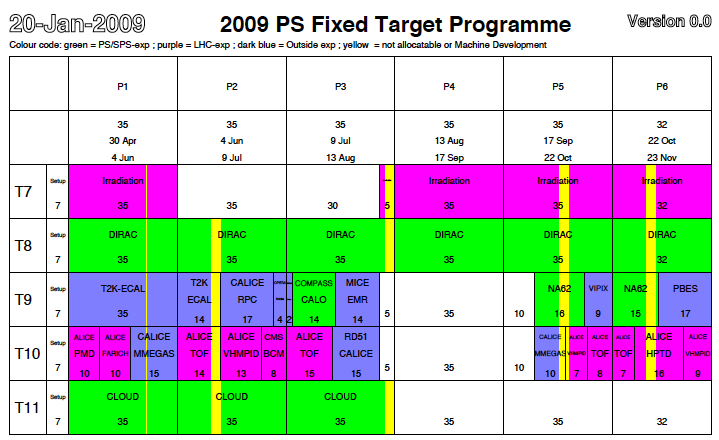 20-Jan-2009
2009 PS Fixed Target Programme
Version 0.0
Colour code: green = PS/SPS-exp ; purple = LHC-exp ; dark blue = Outside exp ; yellow = not allocatable or Machine Development
P1 P2 P3 P4 P5 P6
35 35 35 35 35 32
30 Apr 4 Jun 9 Jul 13 Aug 17 Sep 22 Oct
4 Jun 9 Jul 13 Aug 17 Sep 22 Oct 23 Nov
Setup Irradiation Irradiation Irradiation Irradiation
T7
7 35 35 30 5 35 35 32
Setup DIRAC DIRAC DIRAC DIRAC DIRAC DIRAC
T8
7 35 35 35 35 35 32
Setup T2K-ECAL T2K CALICE COMPASS MICE NA62 VIPIX NA62 PBES
T9
ECAL RPC CALO EMR
7 35 14 17 4 2 14 14 5 35 10 16 9 15 17
Setup ALICE ALICE CALICE ALICE ALICE CMS ALICE RD51 CALICE ALICE ALICE ALICE ALICE ALICE
T10
PMD FARICH MMEGAS TOF VHMPID BCM TOF CALICE MMEGAS VHMPID TOF TOF HPTD VHMPID
7 10 10 15 14 13 8 15 15 5 35 10 10 7 8 7 16 9
Setup CLOUD CLOUD CLOUD
T11
7 35 35 35 35 35 32